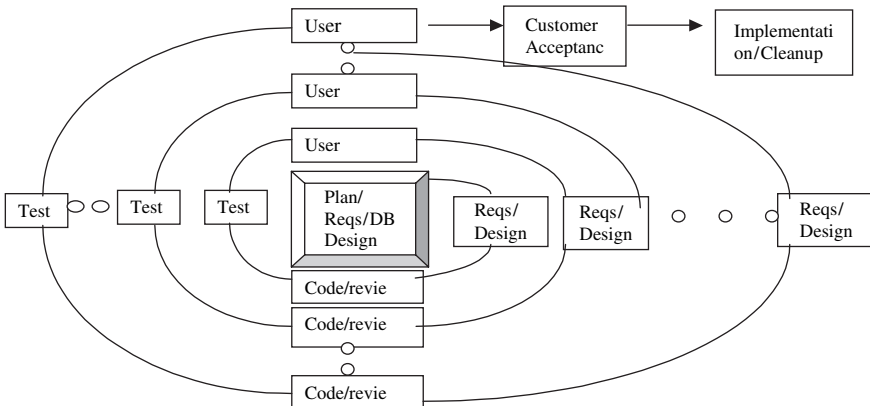 User
Customer
Acceptanc
Implementati
on/Cleanup
User
User
Test
Test
Test
Plan/
Reqs/DB
Design
Reqs/
Design
Reqs/
Design
Reqs/
Design
Code/revie
Code/revie
Code/revie